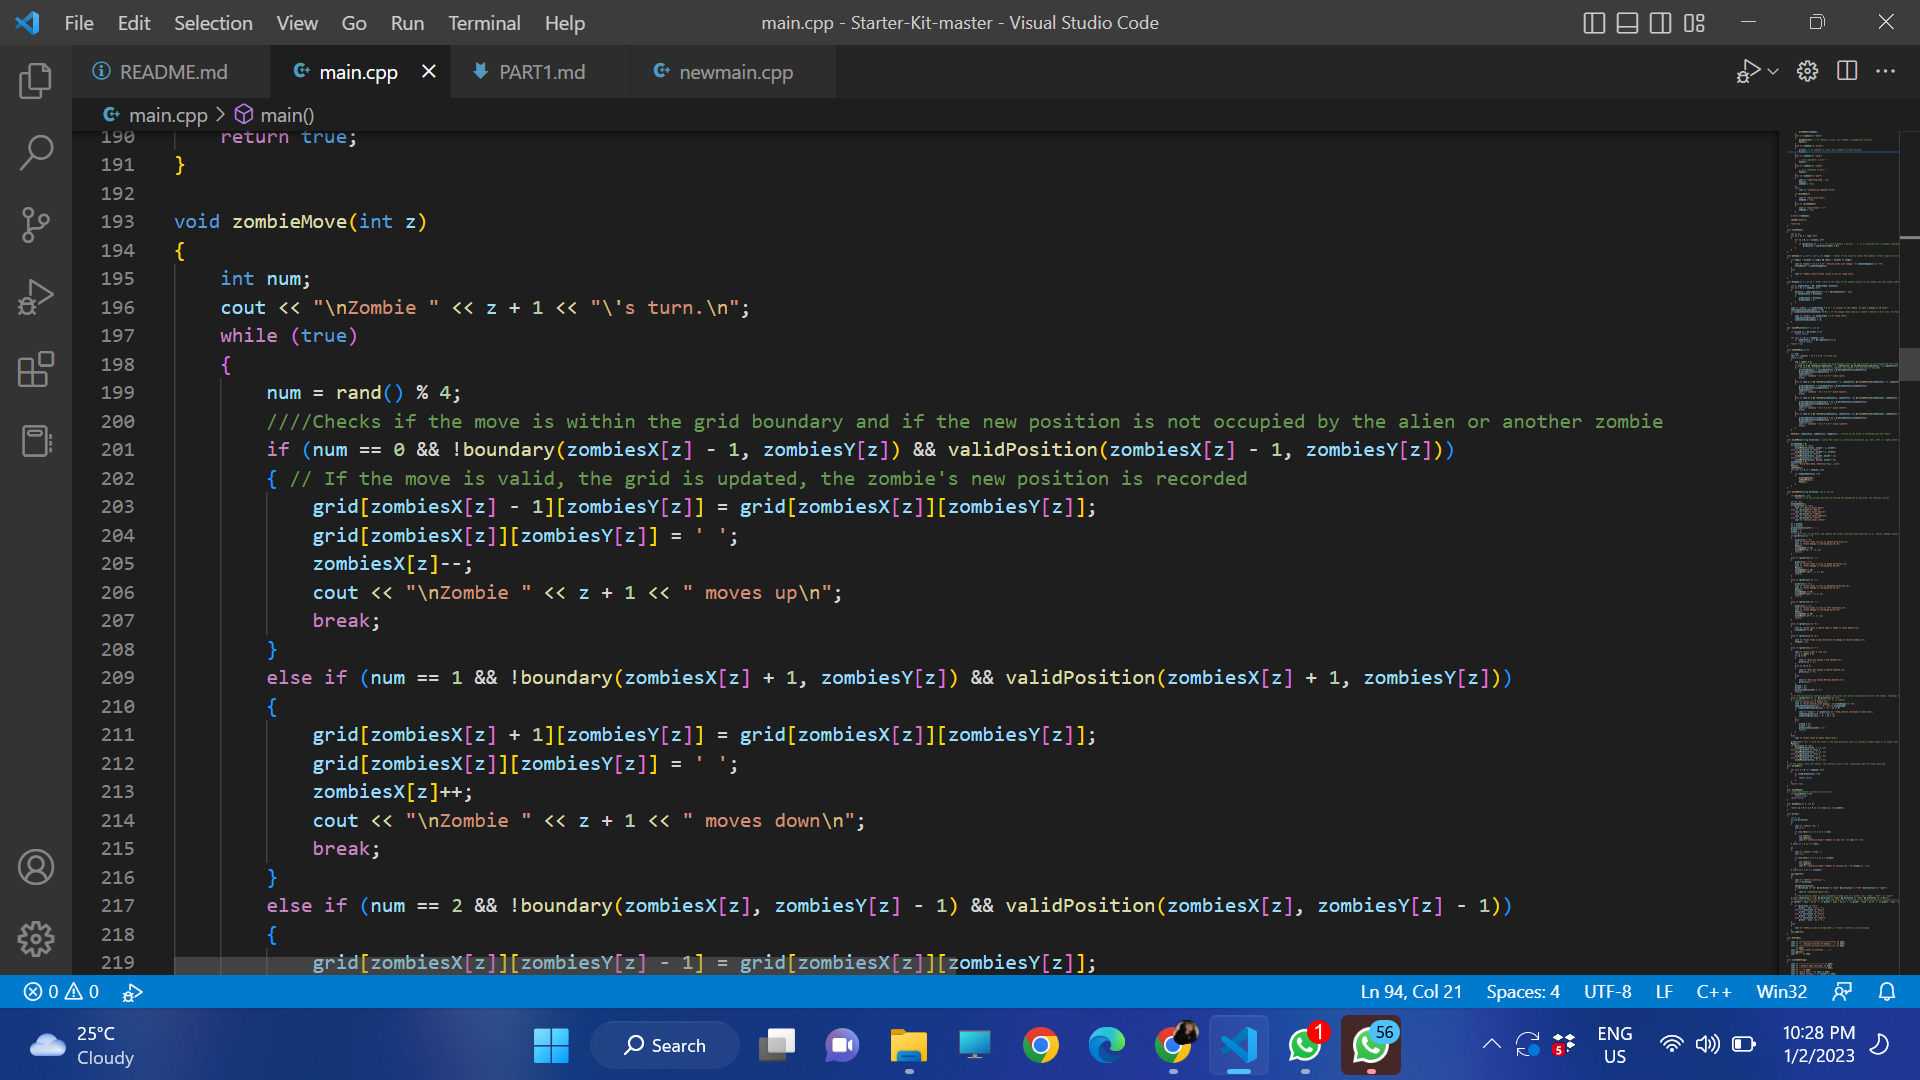 File Edit Selection View Go Run Terminal Help
main.cpp - Starter-Kit-master - Visual Studio Code
README.md
main.cpp
PART1.md
newmain.cpp
main.cpp > main()
190 return true;
191 }
192
193 void zombieMove(int z)
194 {
195 int num;
196 cout << "\nZombie " << z + 1 << "\'s turn.\n";
197 while (true)
198 {
199 num = rand() % 4;
200 ////Checks if the move is within the grid boundary and if the new position is not occupied by the alien or another zombie
201 if (num == 0 && !boundary(zombiesX[z] - 1, zombiesY[z]) && validPosition(zombiesX[z] - 1, zombiesY[z]))
202 { // If the move is valid, the grid is updated, the zombie's new position is recorded
203 grid[zombiesX[z] - 1][zombiesY[z]] = grid[zombiesX[z]][zombiesY[z]];
204 grid[zombiesX[z]][zombiesY[z]] = ' ';
205 zombiesX[z]--;
206 cout << "\nZombie " << z + 1 << " moves up\n";
207 break;
208 }
209 else if (num == 1 && !boundary(zombiesX[z] + 1, zombiesY[z]) && validPosition(zombiesX[z] + 1, zombiesY[z]))
210 {
211 grid[zombiesX[z] + 1][zombiesY[z]] = grid[zombiesX[z]][zombiesY[z]];
212 grid[zombiesX[z]][zombiesY[z]] = ' ';
213 zombiesX[z]++;
214 cout << "\nZombie " << z + 1 << " moves down\n";
215 break;
216 }
217 else if (num == 2 && !boundary(zombiesX[z], zombiesY[z] - 1) && validPosition(zombiesX[z], zombiesY[z] - 1))
218 {
219 grid[zombiesX[z]][zombiesY[z] - 1] = grid[zombiesX[z]][zombiesY[z]];
0 0
Ln 94, Col 21 Spaces: 4 UTF-8 LF C++ Win32
25°C
Cloudy
Search
1
56
5
ENG
US
10:28 PM
1/2/2023